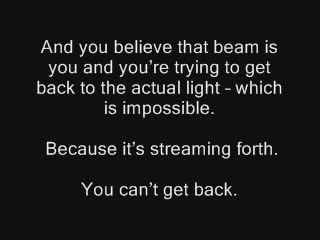 And you believe that beam is
you and you’re trying to get
back to the actual light - which
is impossible.
Because it’s streaming forth.
You can’t get back.